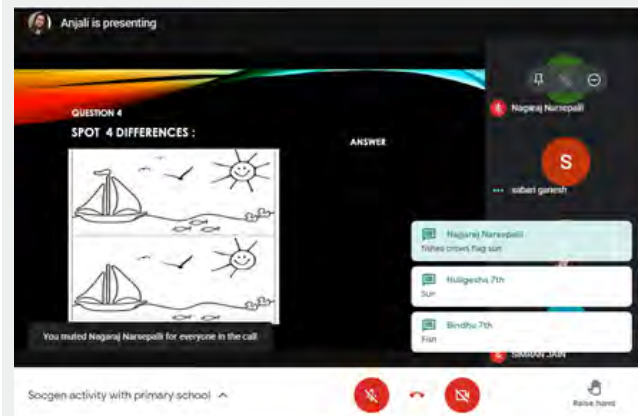 Anjali is presenting
QUESTION 4
SPOT 4 DIFFERENCES :
ANSWER
Nagaraj Narsepalli
S
sabari ganesh
Nagaraj Narsepalli
fishes crown flag sun
Huligesha 7th
Sun
Bindhu 7th
Fish
You muted Nagaraj Narsepalli for everyone in the call
SIMRAN JAIN
Socgen activity with primary school
Raise hand